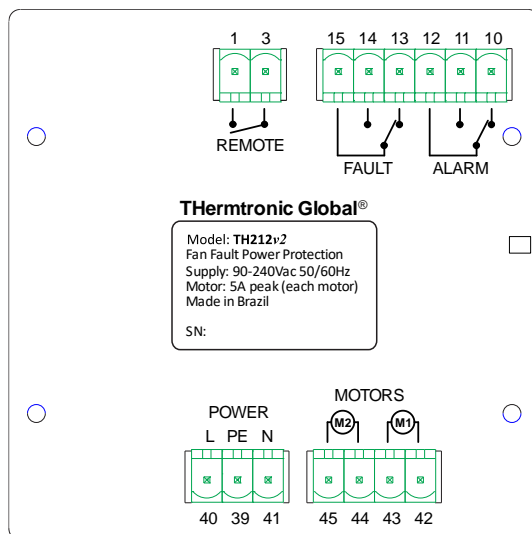 1 3 15 14 13 12 11 10
REMOTE
FAULT ALARM
THermtronic Global®
Model: TH212v2
Fan Fault Power Protection
Supply: 90-240Vac 50/60Hz
Motor: 5A peak (each motor)
Made in Brazil
SN:
MOTORS
POWER M2 M1
L PE N
40 39 41 45 44 43 42